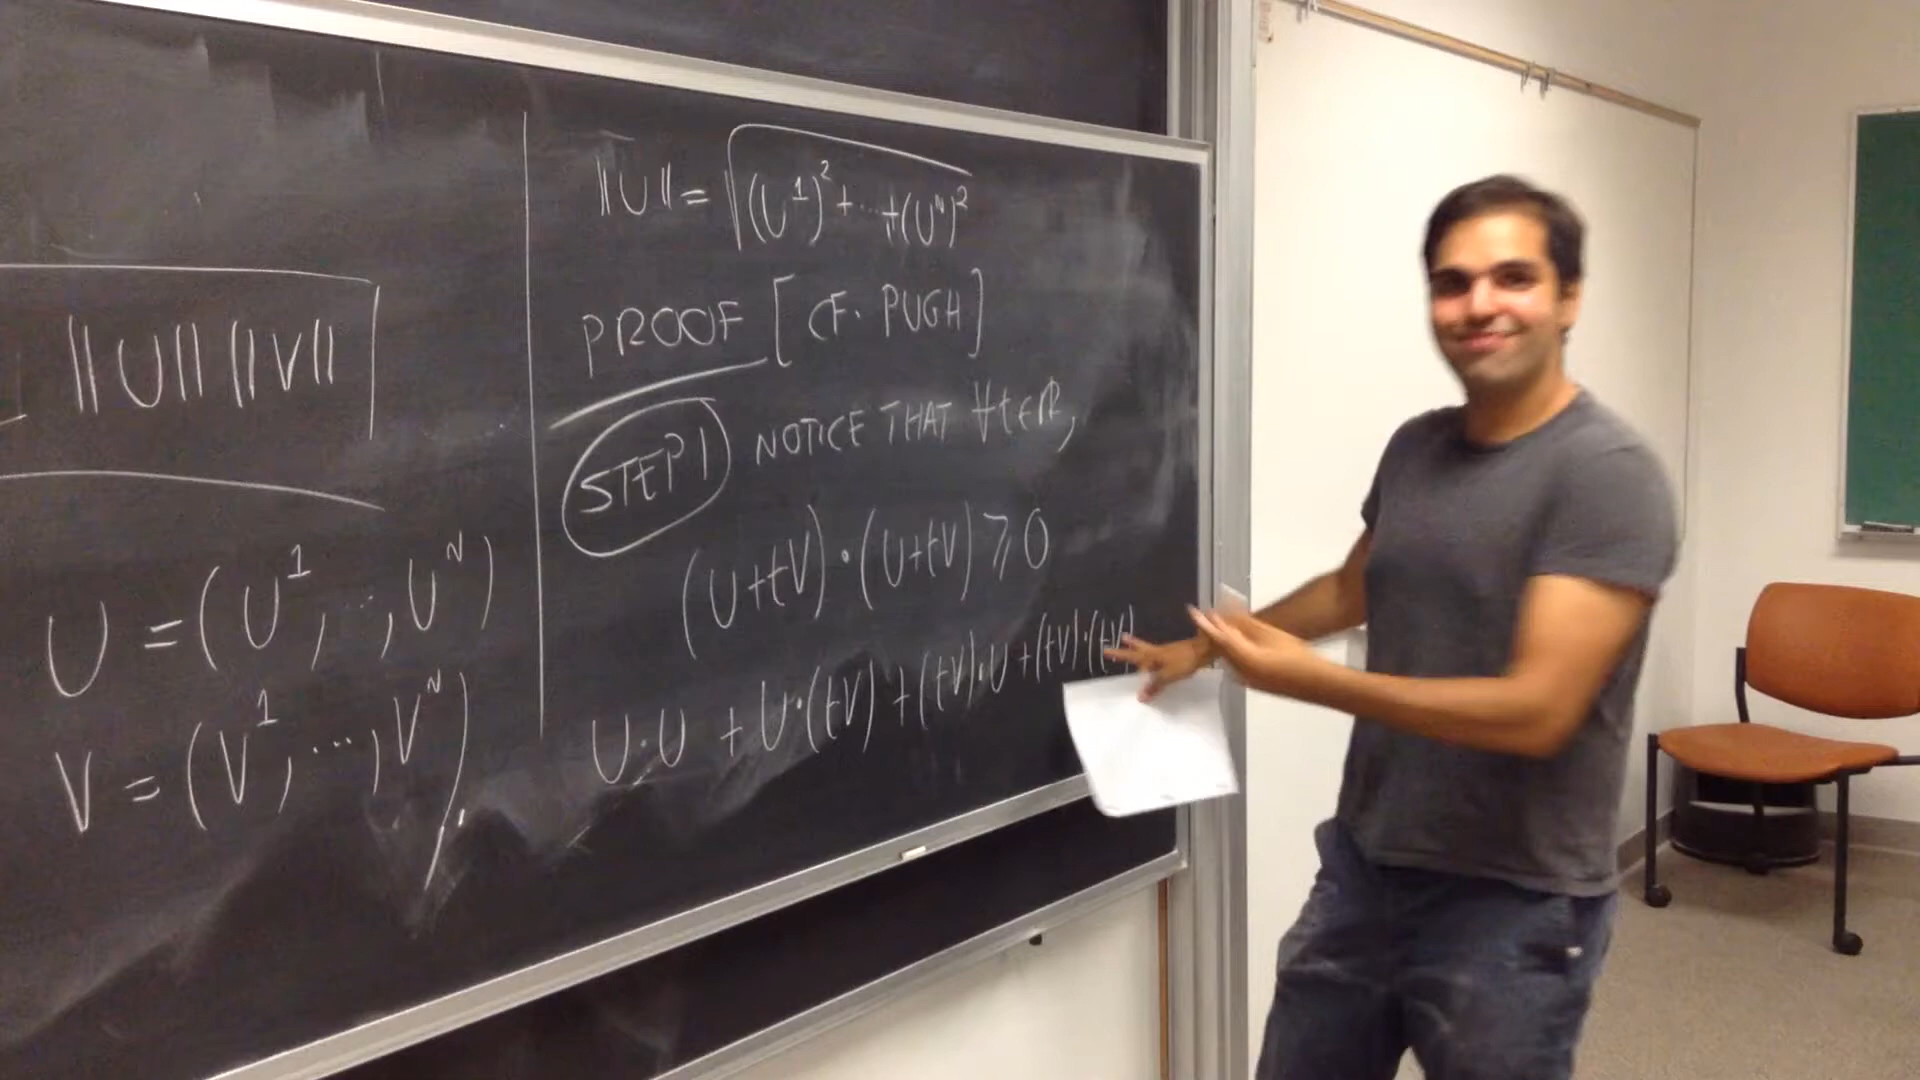 ‖U‖ ‖V‖
U = (U¹, ..., Uᴺ)
V = (V¹, ..., Vᴺ).
‖U‖ = √(U¹)² + ... + (Uᴺ)²
PROOF [CF. PUGH]
STEP 1 NOTICE THAT ∀t∈ℝ,
(U+tV)·(U+tV) ⩾ 0
U·U + U·(tV) + (tV)·U + (tV)·(tV)